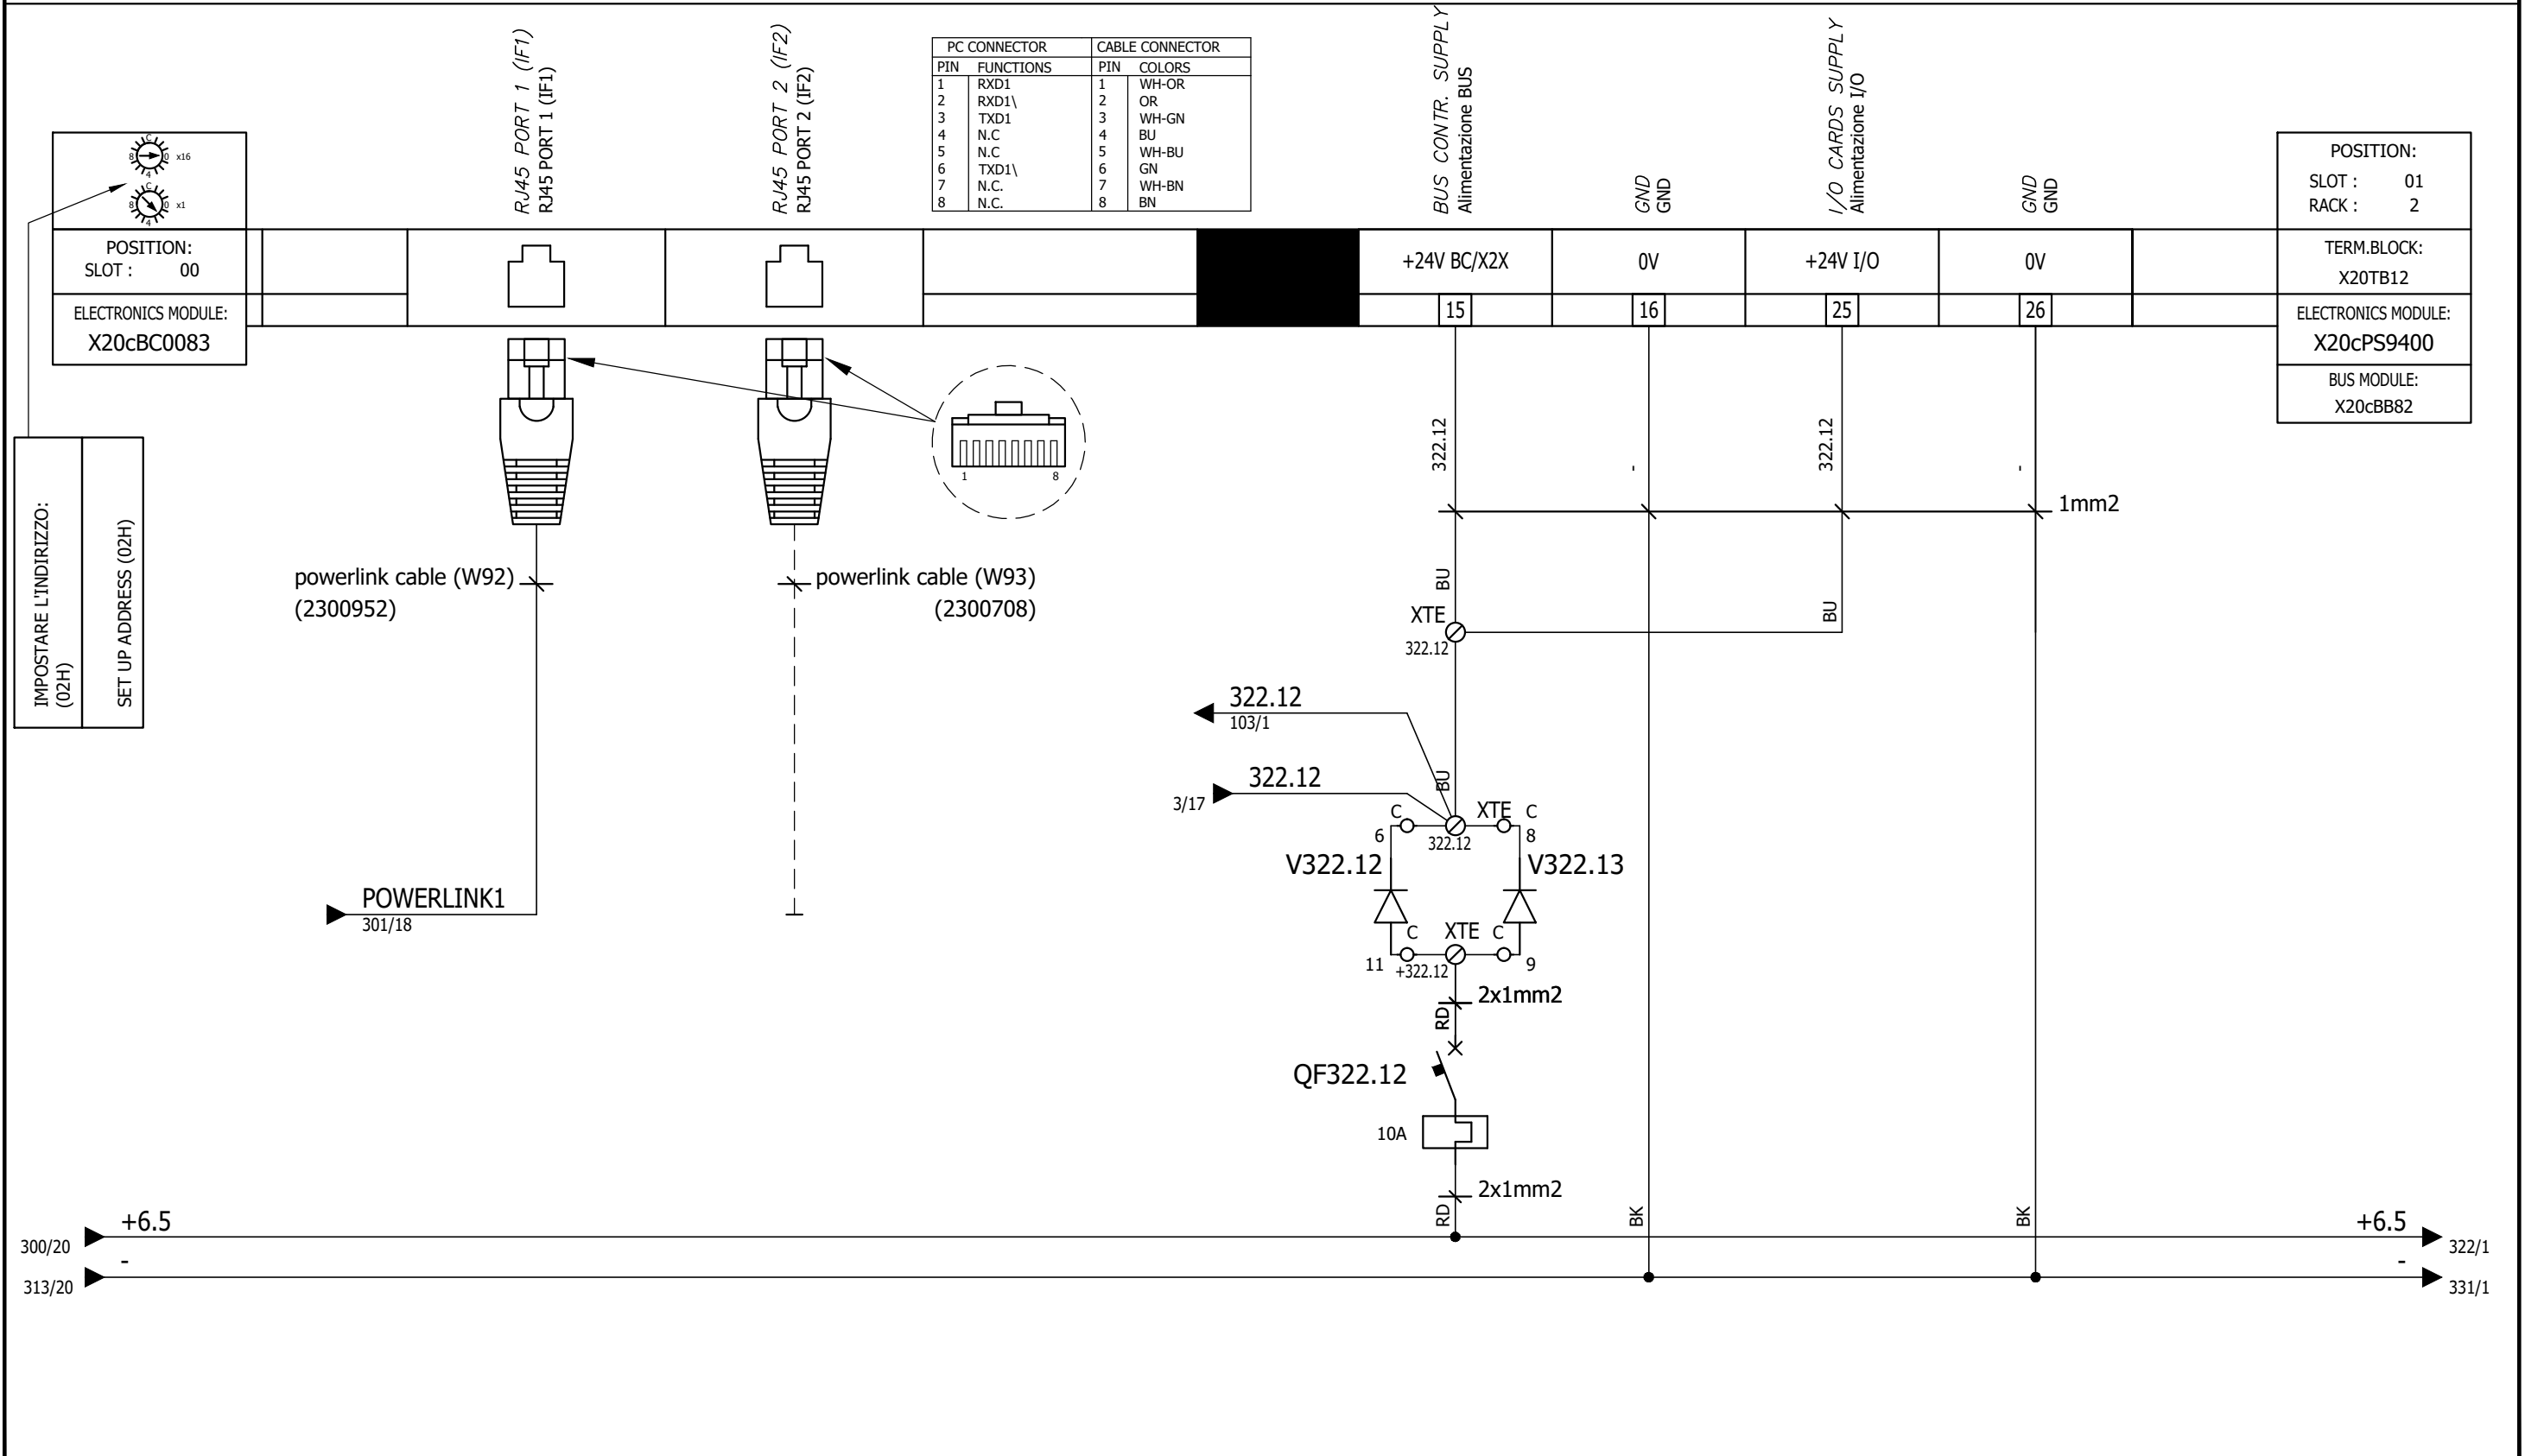 RJ45 PORT 1 (IF1)
RJ45 PORT 1 (IF1)
RJ45 PORT 2 (IF2)
RJ45 PORT 2 (IF2)
PC CONNECTOR CABLE CONNECTOR
PIN FUNCTIONS PIN COLORS
1 RXD1 1 WH-OR
2 RXD1\ 2 OR
3 TXD1 3 WH-GN
4 N.C 4 BU
5 N.C 5 WH-BU
6 TXD1\ 6 GN
7 N.C. 7 WH-BN
8 N.C. 8 BN
BUS CONTR. SUPPLY
Alimentazione BUS
GND
GND
I/O CARDS SUPPLY
Alimentazione I/O
GND
GND
C
8 0 x16
4
C
8 0 x1
4
POSITION:
SLOT : 00
ELECTRONICS MODULE:
X20cBC0083
POSITION:
SLOT : 01
RACK : 2
TERM.BLOCK:
X20TB12
ELECTRONICS MODULE:
X20cPS9400
BUS MODULE:
X20cBB82
+24V BC/X2X 0V +24V I/O 0V
15 16 25 26
1 8
322.12 - 322.12 -
1mm2
IMPOSTARE L'INDIRIZZO:
(02H)
SET UP ADDRESS (02H)
powerlink cable (W92)
(2300952)
powerlink cable (W93)
(2300708)
BU
BU
XTE
322.12
322.12
103/1
322.12
3/17
BU
C XTE C
6 322.12 8
V322.12 V322.13
C XTE C
11 +322.12 9
2x1mm2
RD
QF322.12
10A
2x1mm2
RD BK BK
POWERLINK1
301/18
+6.5 +6.5
300/20 322/1
- -
313/20 331/1